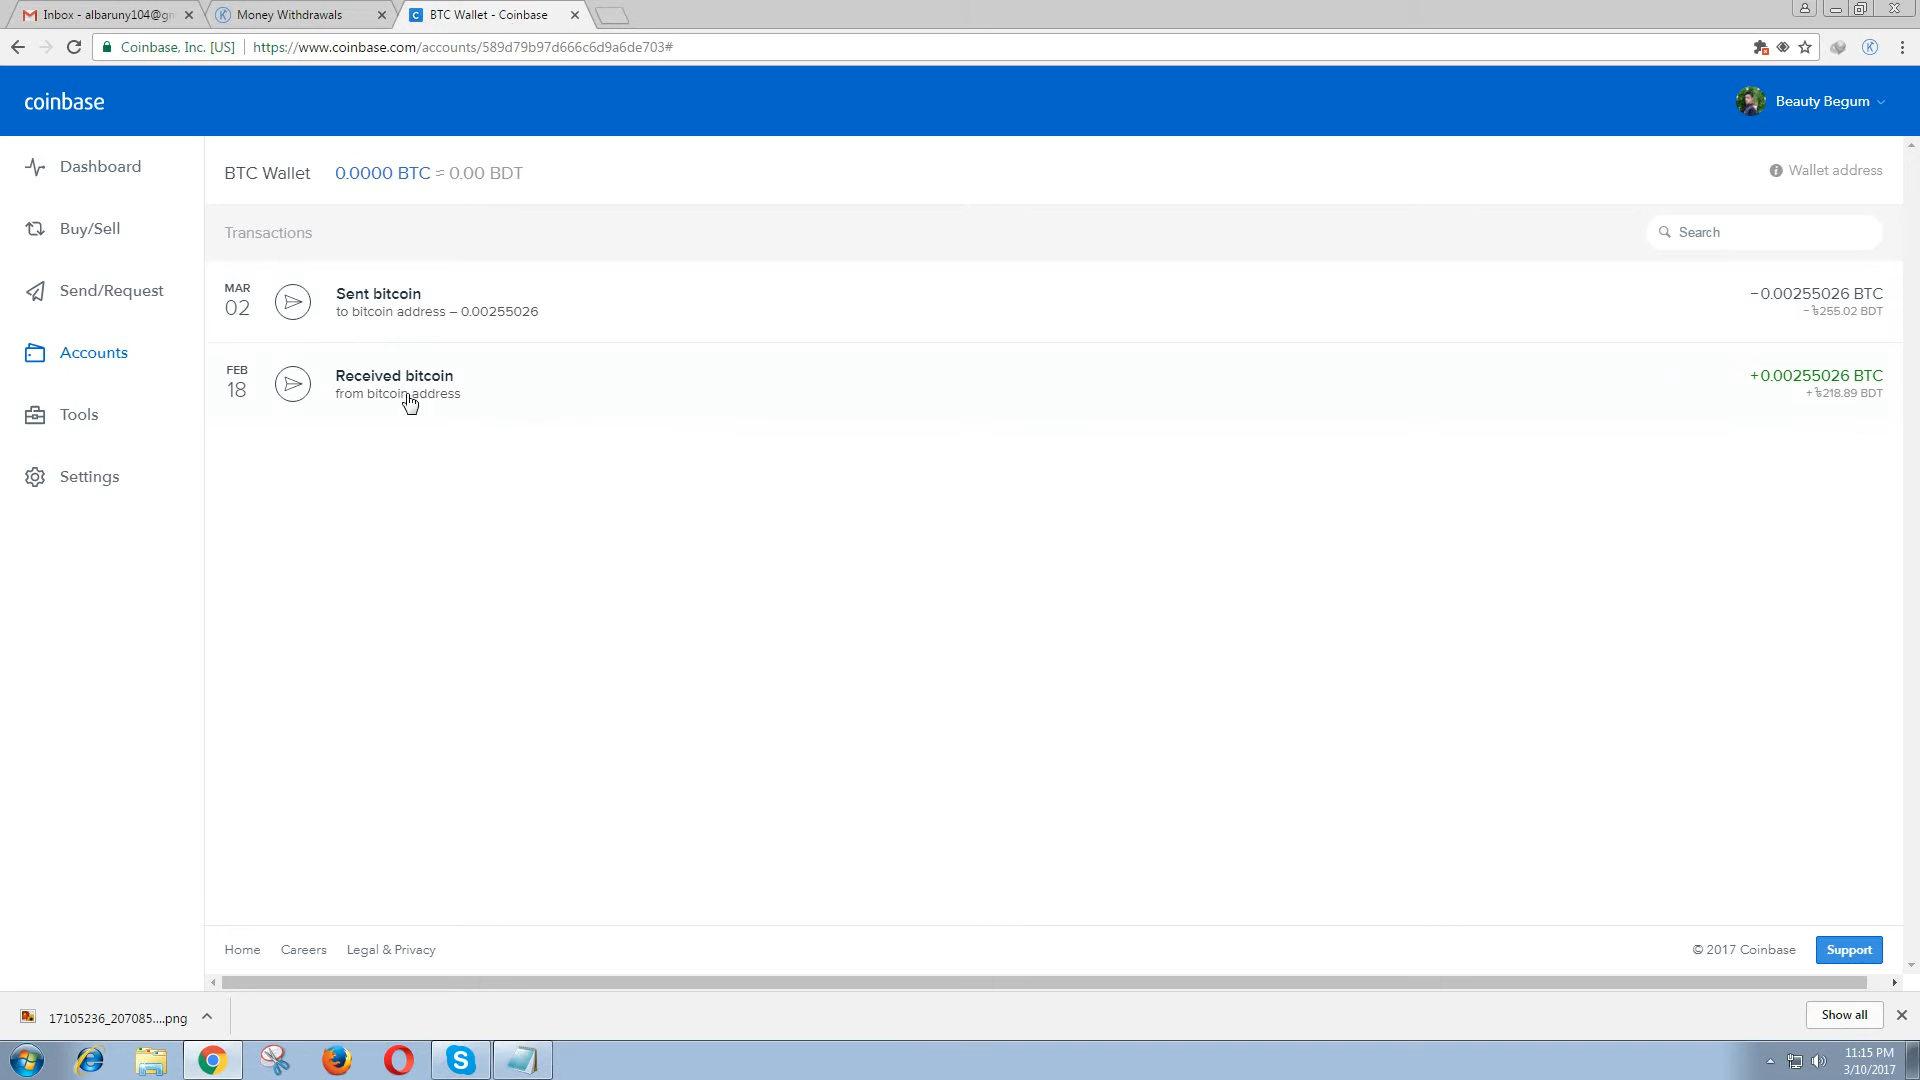 Inbox - albaruny104@gm
Money Withdrawals
BTC Wallet - Coinbase
Coinbase, Inc. [US]
https://www.coinbase.com/accounts/589d79b97d666c6d9a6de703#
coinbase
Beauty Begum
Dashboard
Buy/Sell
Send/Request
Accounts
Tools
Settings
BTC Wallet 0.0000 BTC ≈ 0.00 BDT
Wallet address
Transactions
Search
MAR
02
Sent bitcoin
to bitcoin address – 0.00255026
−0.00255026 BTC
−৳255.02 BDT
FEB
18
Received bitcoin
from bitcoin address
+0.00255026 BTC
+৳218.89 BDT
Home Careers Legal & Privacy
© 2017 Coinbase
Support
17105236_207085....png
Show all
11:15 PM
3/10/2017